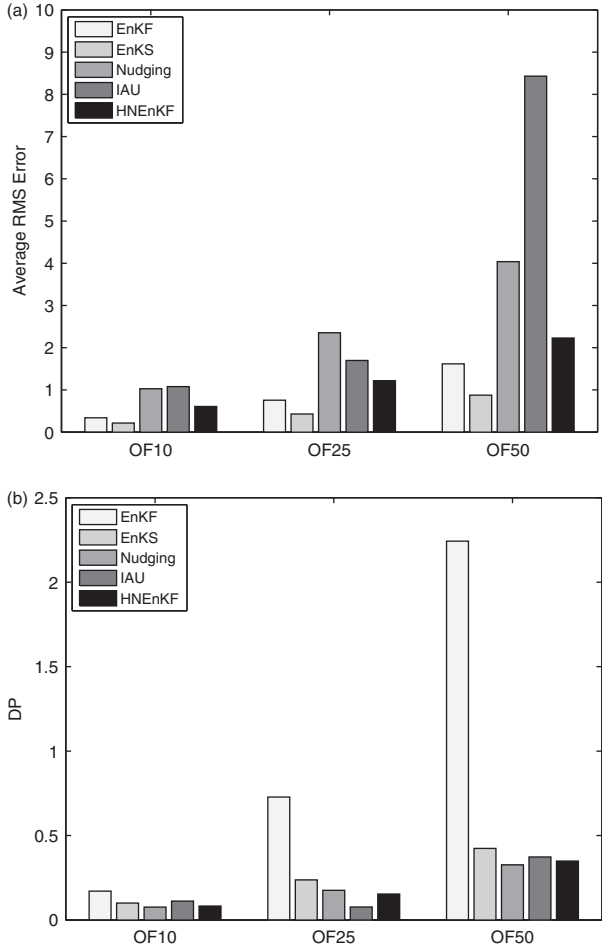 (a)
10
9
8
7
6
5
4
3
2
1
0
Average RMS Error
EnKF
EnKS
Nudging
IAU
HNEnKF
OF10
OF25
OF50
(b)
2.5
2
1.5
1
0.5
0
DP
EnKF
EnKS
Nudging
IAU
HNEnKF
OF10
OF25
OF50